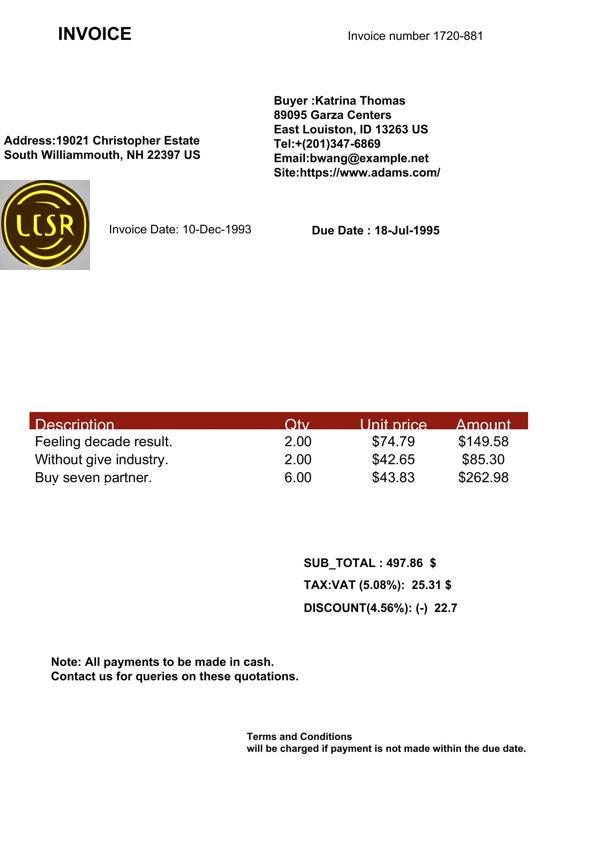 INVOICE
Invoice number 1720-881
Buyer :Katrina Thomas
89095 Garza Centers
East Louiston, ID 13263 US
Tel:+(201)347-6869
Email:bwang@example.net
Site:https://www.adams.com/
Address:19021 Christopher Estate
South Williammouth, NH 22397 US
LCSR
Invoice Date: 10-Dec-1993
Due Date : 18-Jul-1995
Description Qty Unit price Amount
Feeling decade result. 2.00 $74.79 $149.58
Without give industry. 2.00 $42.65 $85.30
Buy seven partner. 6.00 $43.83 $262.98
SUB_TOTAL : 497.86 $
TAX:VAT (5.08%): 25.31 $
DISCOUNT(4.56%): (-) 22.7
Note: All payments to be made in cash.
Contact us for queries on these quotations.
Terms and Conditions
will be charged if payment is not made within the due date.